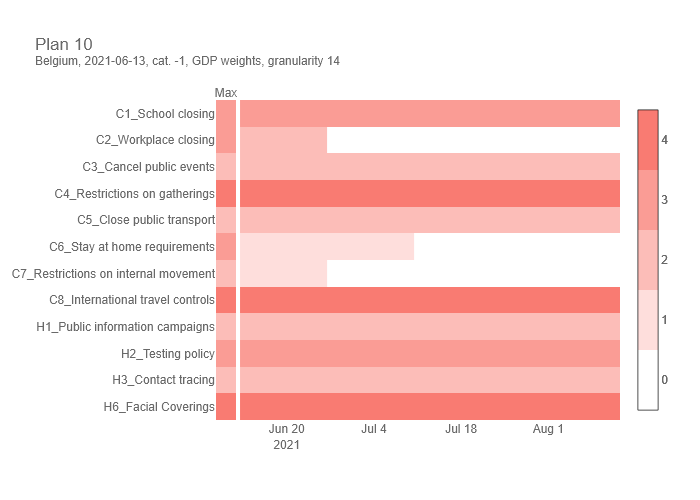 Plan 10
Belgium, 2021-06-13, cat. -1, GDP weights, granularity 14
Max
C1_School closing
C2_Workplace closing
C3_Cancel public events
C4_Restrictions on gatherings
C5_Close public transport
C6_Stay at home requirements
C7_Restrictions on internal movement
C8_International travel controls
H1_Public information campaigns
H2_Testing policy
H3_Contact tracing
H6_Facial Coverings
Jun 20
2021
Jul 4
Jul 18
Aug 1
4
3
2
1
0